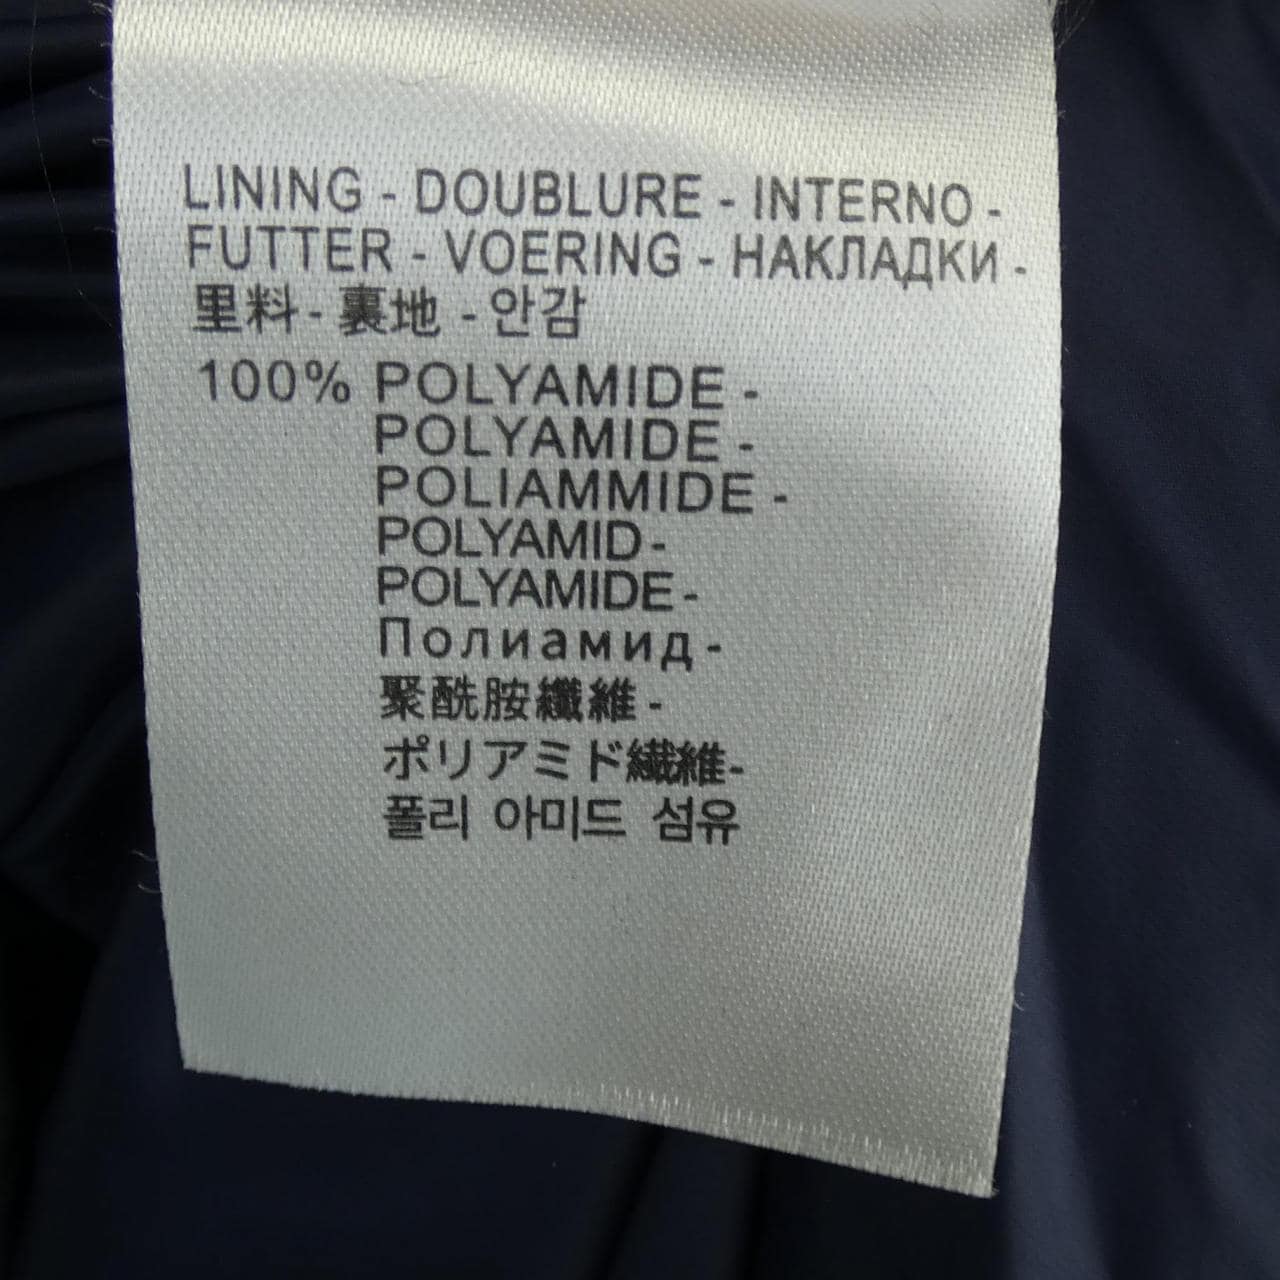 LINING - DOUBLURE - INTERNO -
FUTTER - VOERING - НАКЛАДКИ -
里料 - 裏地 - 안감
100% POLYAMIDE -
POLYAMIDE -
POLIAMMIDE -
POLYAMID -
POLYAMIDE -
Полиамид -
聚酰胺纖維 -
ポリアミド繊維-
폴리 아미드 섬유